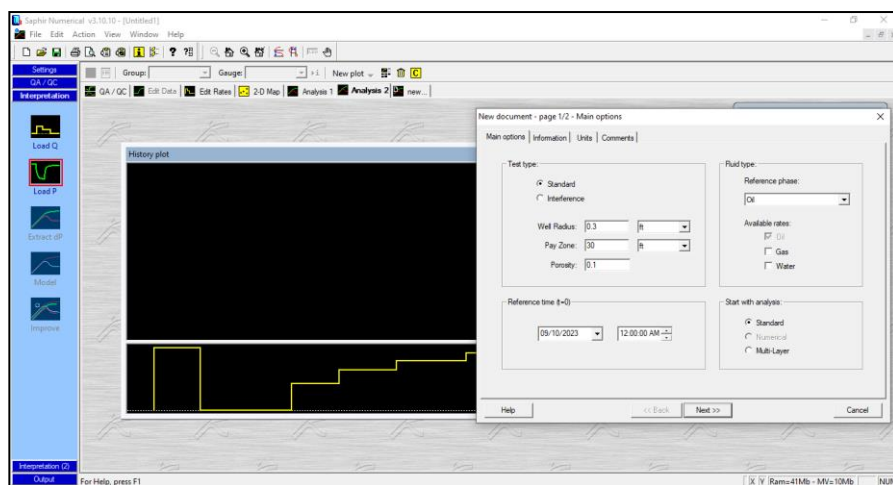 Saphir Numerical v3.10.10 - [Untitled1]
File Edit Action View Window Help
Settings
QA / QC
Interpretation
Group:
Gauge:
New plot
QA / QC
Edit Data
Edit Rates
2-D Map
Analysis 1
Analysis 2
new...
Load Q
Load P
Extract dP
Model
Improve
Interpretation (2)
Output
History plot
New document - page 1/2 - Main options
Main options Information Units Comments
Test type:
Standard
Interference
Well Radius: 0.3 ft
Pay Zone: 30 ft
Porosity: 0.1
Fluid type:
Reference phase:
Oil
Available rates:
Oil
Gas
Water
Reference time (t=0)
09/10/2023 12:00:00 AM
Start with analysis:
Standard
Numerical
Multi-Layer
Help << Back Next >> Cancel
For Help, press F1
X Y Ram=41Mb - MV=10Mb NU